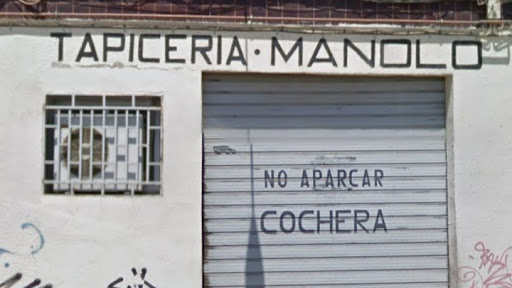 TAPICERIA · MANOLO
NO APARCAR
COCHERA